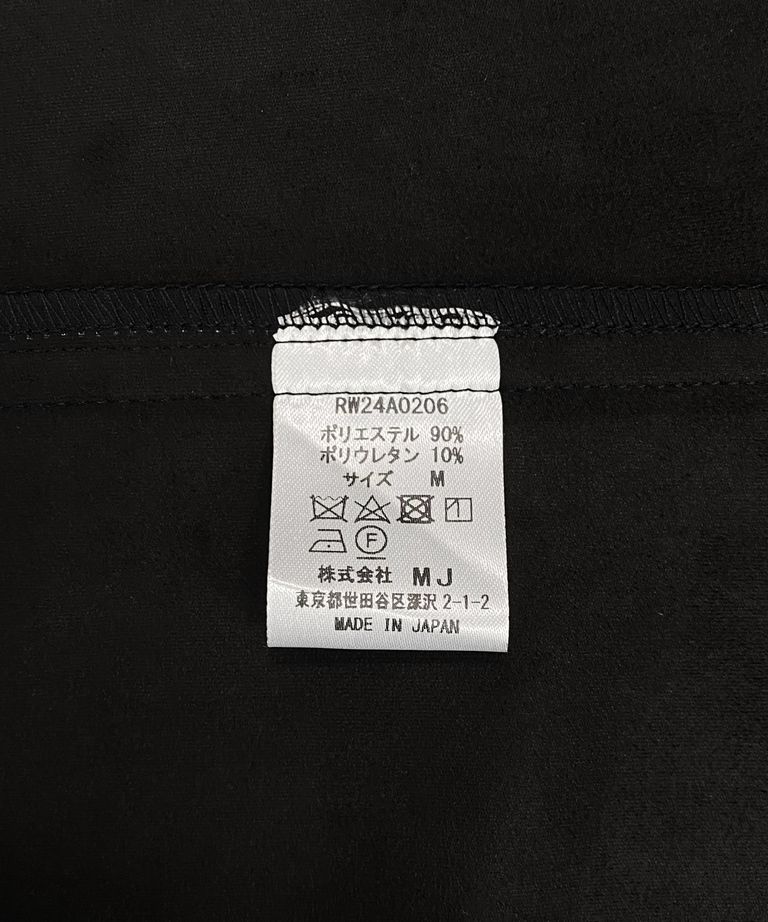 RW24A0206
ポリエステル 90%
ポリウレタン 10%
サイズ M
F
株式会社 MJ
東京都世田谷区深沢2-1-2
MADE IN JAPAN